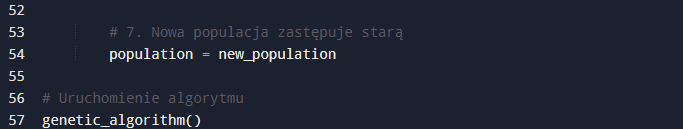 52
53 # 7. Nowa populacja zastępuje starą
54 population = new_population
55
56 # Uruchomienie algorytmu
57 genetic_algorithm()